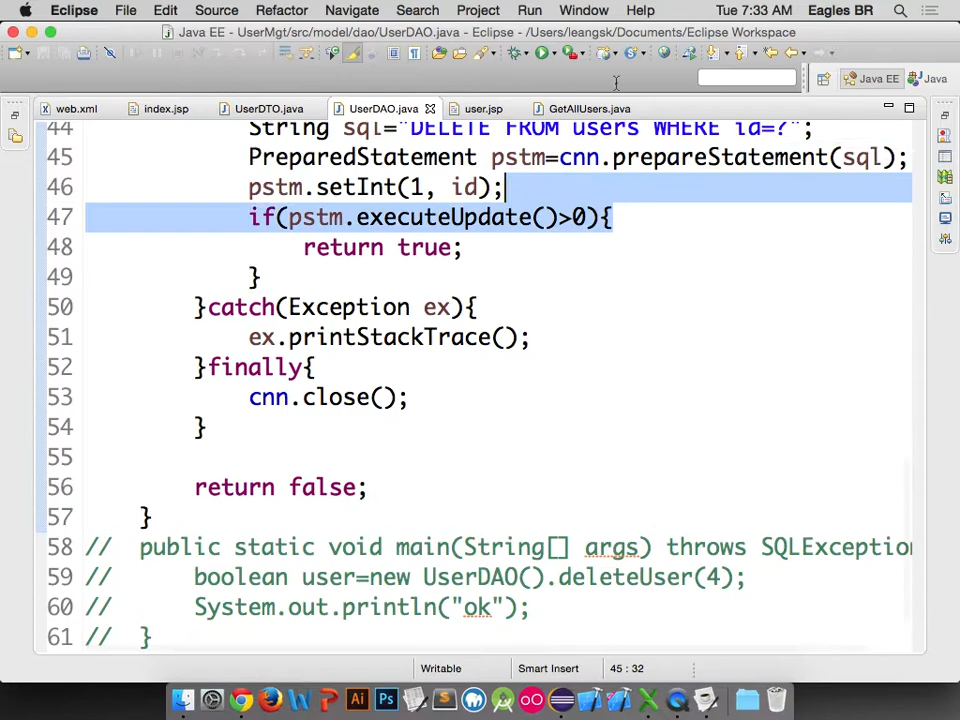 Eclipse File Edit Source Refactor Navigate Search Project Run Window Help Tue 7:33 AM Eagles BR
Java EE - UserMgt/src/model/dao/UserDAO.java - Eclipse - /Users/leangsk/Documents/Eclipse Workspace
Java EE Java
web.xml index.jsp UserDTO.java UserDAO.java user.jsp GetAllUsers.java
44 String sql="DELETE FROM users WHERE id=?";
45 PreparedStatement pstm=cnn.prepareStatement(sql);
46 pstm.setInt(1, id);
47 if(pstm.executeUpdate()>0){
48 return true;
49 }
50 }catch(Exception ex){
51 ex.printStackTrace();
52 }finally{
53 cnn.close();
54 }
55
56 return false;
57 }
58 // public static void main(String[] args) throws SQLException
59 // boolean user=new UserDAO().deleteUser(4);
60 // System.out.println("ok");
61 // }
Writable Smart Insert 45 : 32
Ai Ps